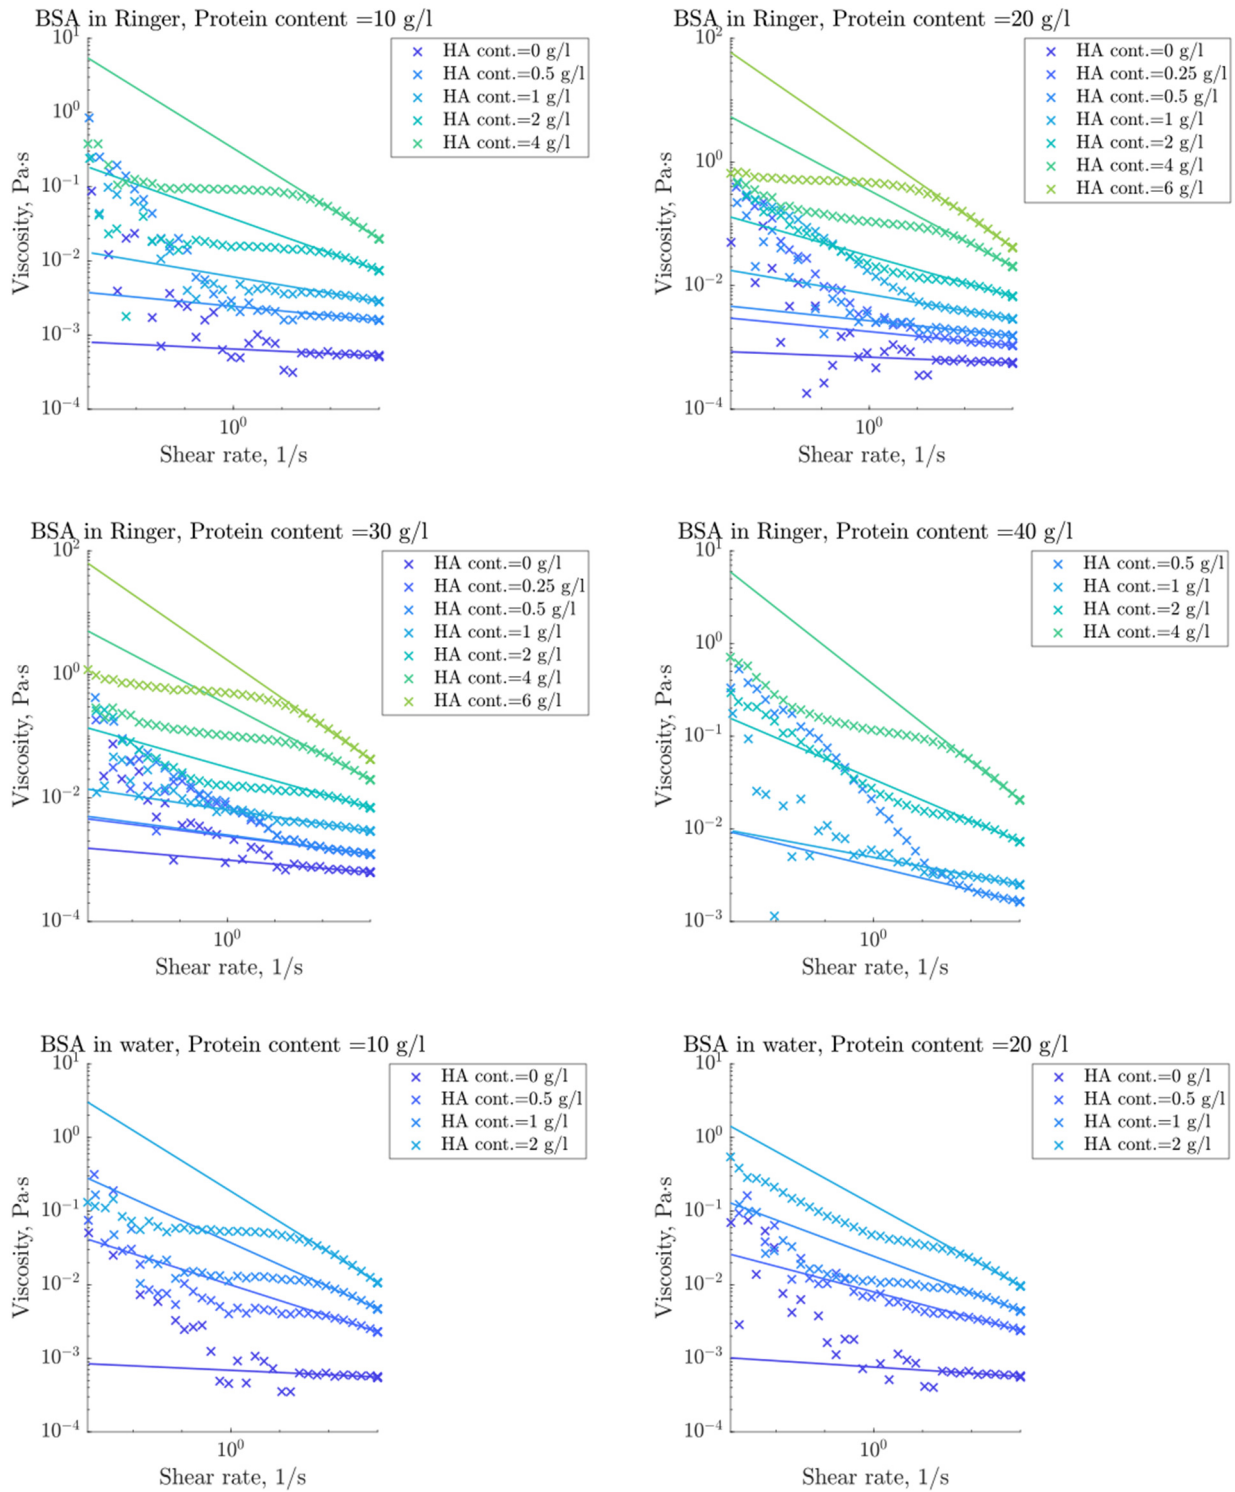 BSA in Ringer, Protein content =10 g/l
10^1
10^0
10^-1
10^-2
10^-3
10^-4
Viscosity, Pa·s
10^0
Shear rate, 1/s
HA cont.=0 g/l
HA cont.=0.5 g/l
HA cont.=1 g/l
HA cont.=2 g/l
HA cont.=4 g/l
BSA in Ringer, Protein content =20 g/l
10^2
10^0
10^-2
10^-4
Viscosity, Pa·s
10^0
Shear rate, 1/s
HA cont.=0 g/l
HA cont.=0.25 g/l
HA cont.=0.5 g/l
HA cont.=1 g/l
HA cont.=2 g/l
HA cont.=4 g/l
HA cont.=6 g/l
BSA in Ringer, Protein content =30 g/l
10^2
10^0
10^-2
10^-4
Viscosity, Pa·s
10^0
Shear rate, 1/s
HA cont.=0 g/l
HA cont.=0.25 g/l
HA cont.=0.5 g/l
HA cont.=1 g/l
HA cont.=2 g/l
HA cont.=4 g/l
HA cont.=6 g/l
BSA in Ringer, Protein content =40 g/l
10^1
10^0
10^-1
10^-2
10^-3
Viscosity, Pa·s
10^0
Shear rate, 1/s
HA cont.=0.5 g/l
HA cont.=1 g/l
HA cont.=2 g/l
HA cont.=4 g/l
BSA in water, Protein content =10 g/l
10^1
10^0
10^-1
10^-2
10^-3
10^-4
Viscosity, Pa·s
10^0
Shear rate, 1/s
HA cont.=0 g/l
HA cont.=0.5 g/l
HA cont.=1 g/l
HA cont.=2 g/l
BSA in water, Protein content =20 g/l
10^1
10^0
10^-1
10^-2
10^-3
10^-4
Viscosity, Pa·s
10^0
Shear rate, 1/s
HA cont.=0 g/l
HA cont.=0.5 g/l
HA cont.=1 g/l
HA cont.=2 g/l